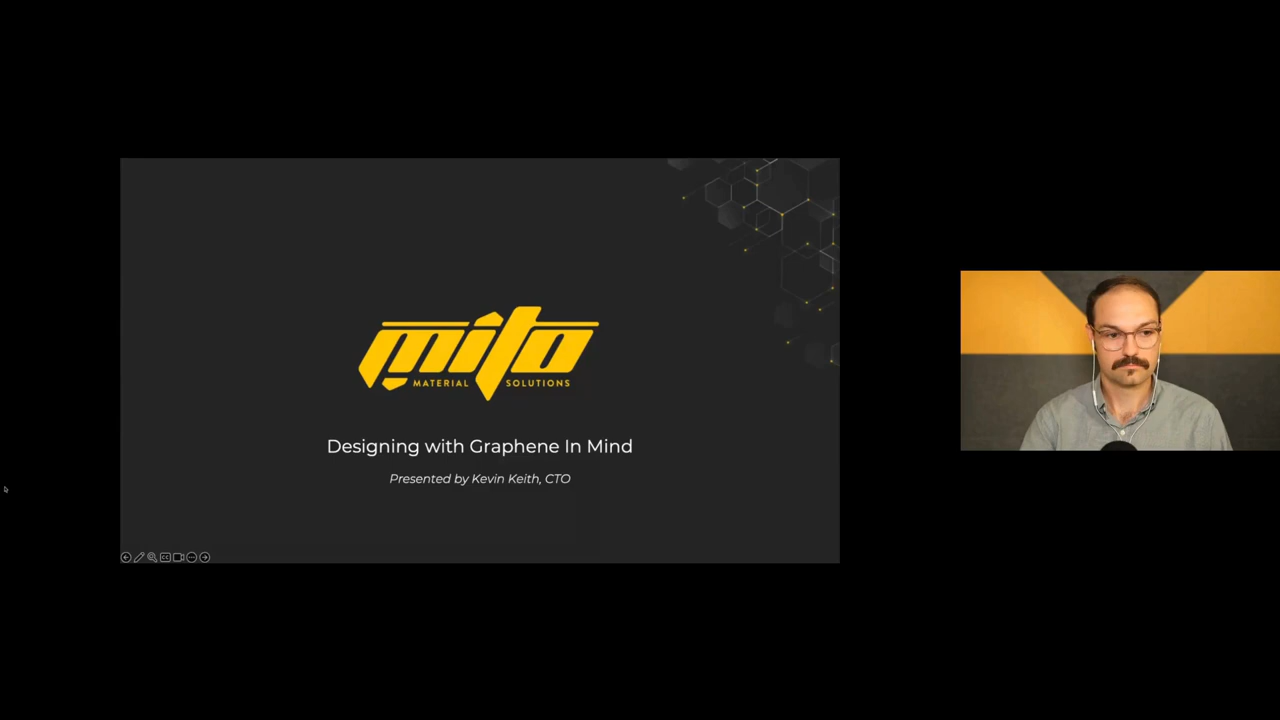 mito
MATERIAL SOLUTIONS
Designing with Graphene In Mind
Presented by Kevin Keith, CTO